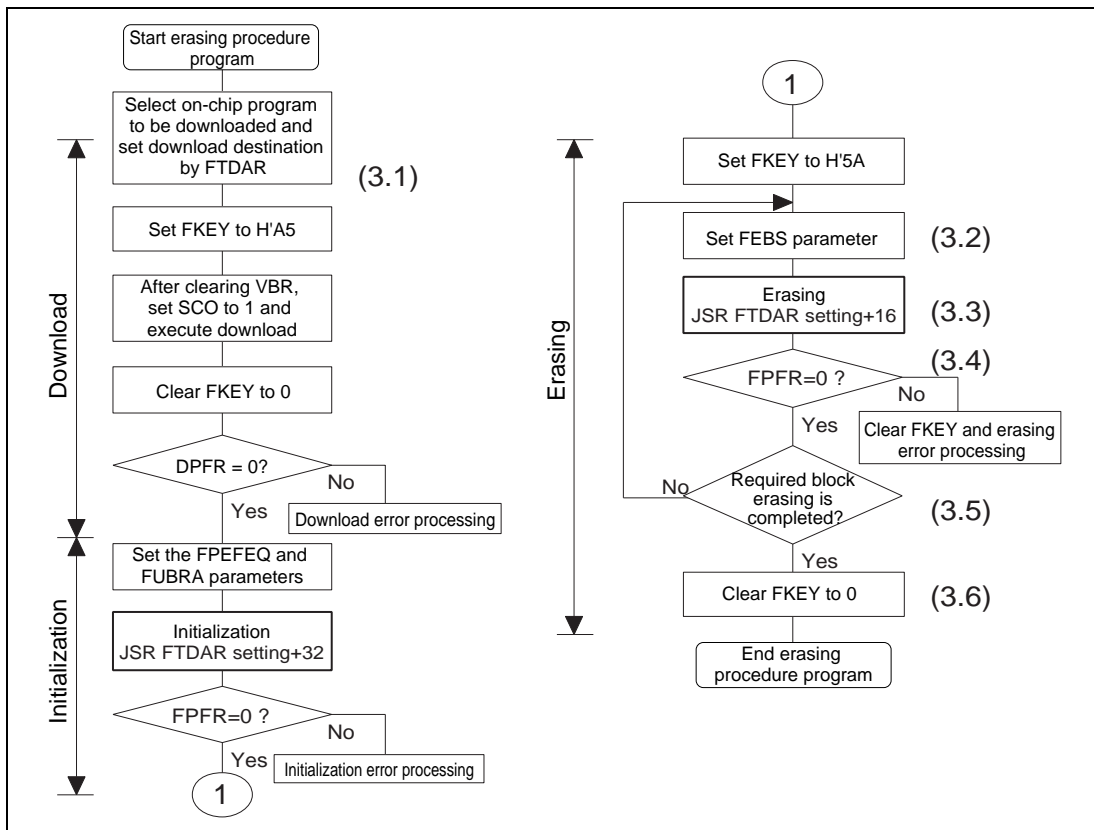 Start erasing procedure
program
Select on-chip program
to be downloaded and
set download destination
by FTDAR
(3.1)
Set FKEY to H'A5
After clearing VBR,
set SCO to 1 and
execute download
Clear FKEY to 0
DPFR = 0?
No
Yes
Download error processing
Download
Set the FPEFEQ and
FUBRA parameters
Initialization
JSR FTDAR setting+32
FPFR=0 ?
No
Yes
Initialization error processing
Initialization
1
1
Set FKEY to H'5A
Set FEBS parameter
(3.2)
Erasing
JSR FTDAR setting+16
(3.3)
(3.4)
FPFR=0 ?
No
Yes
Clear FKEY and erasing
error processing
Erasing
Required block
erasing is
completed?
No
(3.5)
Yes
Clear FKEY to 0
(3.6)
End erasing
procedure program